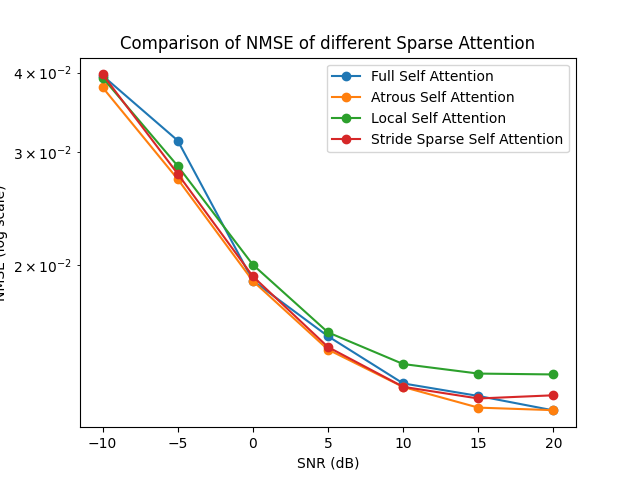 Comparison of NMSE of different Sparse Attention
NMSE (log scale)
4 × 10⁻²
3 × 10⁻²
2 × 10⁻²
Full Self Attention
Atrous Self Attention
Local Self Attention
Stride Sparse Self Attention
−10 −5 0 5 10 15 20
SNR (dB)